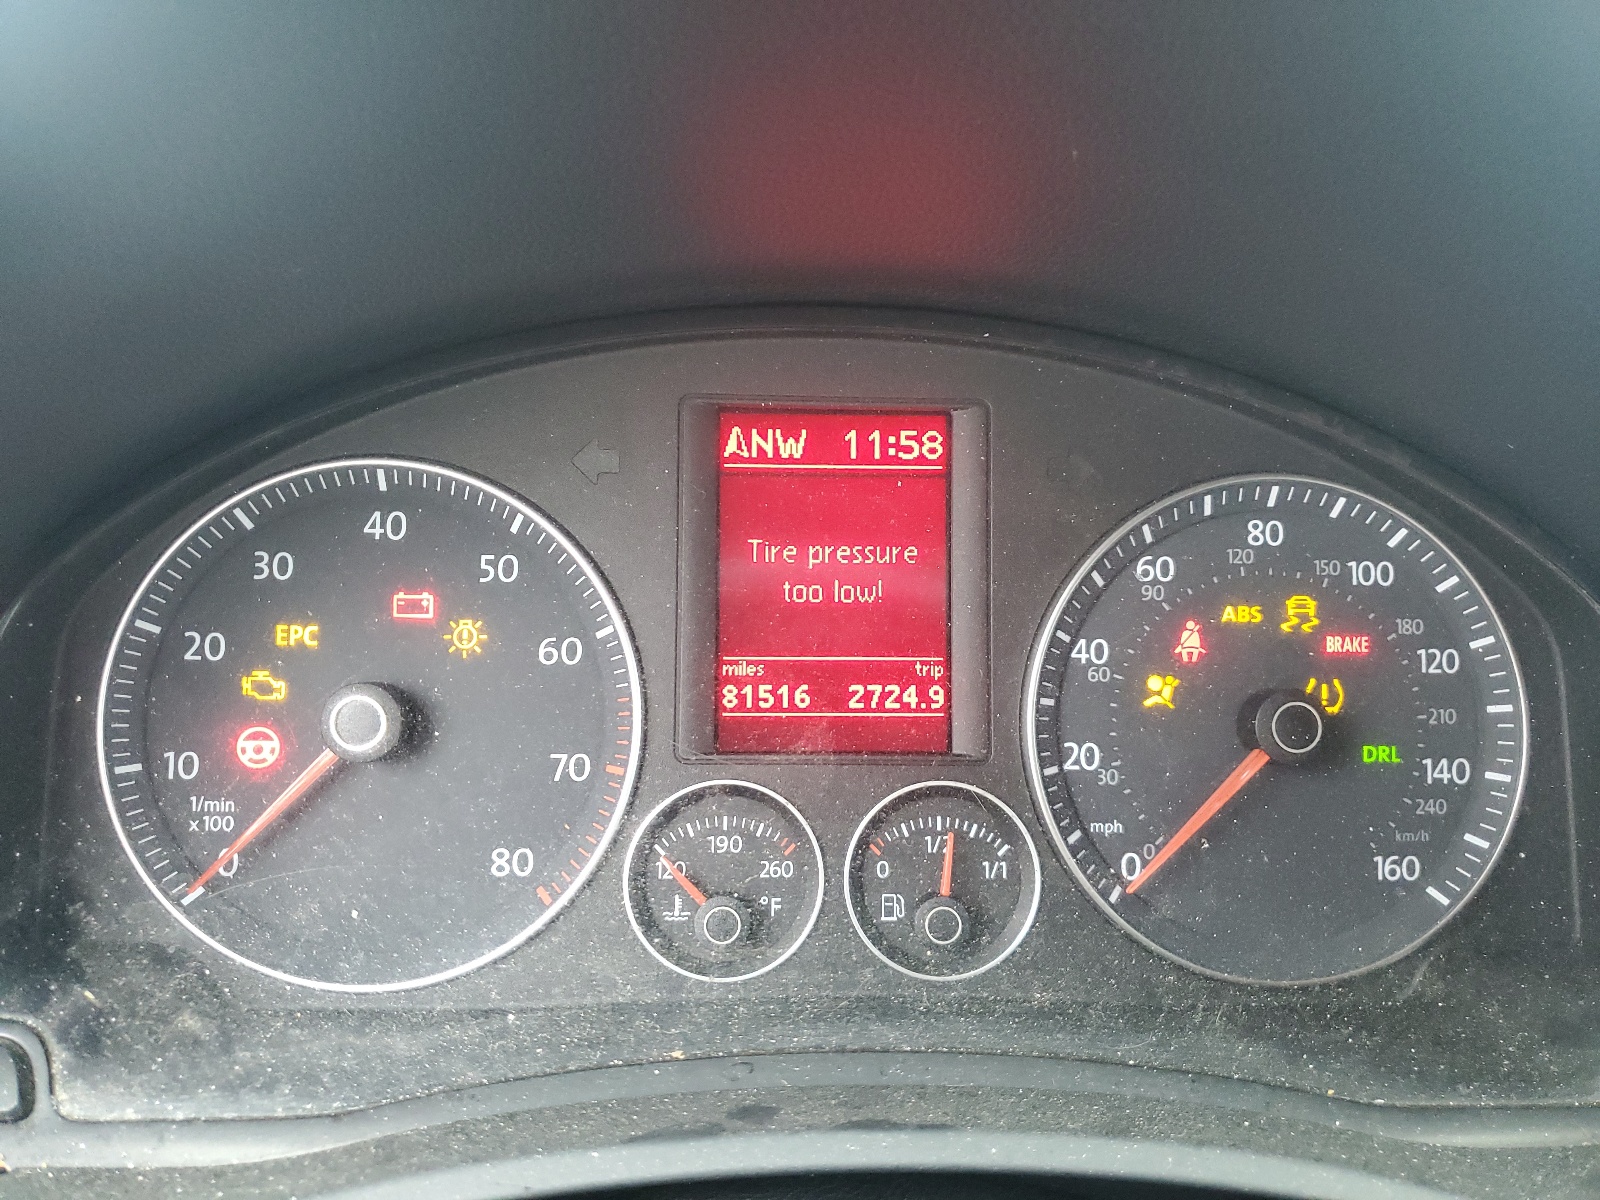 ANW 11:58
Tire pressure
too low!
miles trip
81516 2724.9
0
10
20
30
40
50
60
70
80
1/min
x 100
EPC
120 190 260
°F
0 1/2 1/1
0
20
40
60
80
100
120
140
160
mph
0
30
60
90
120
150
180
210
240
km/h
ABS
BRAKE
DRL